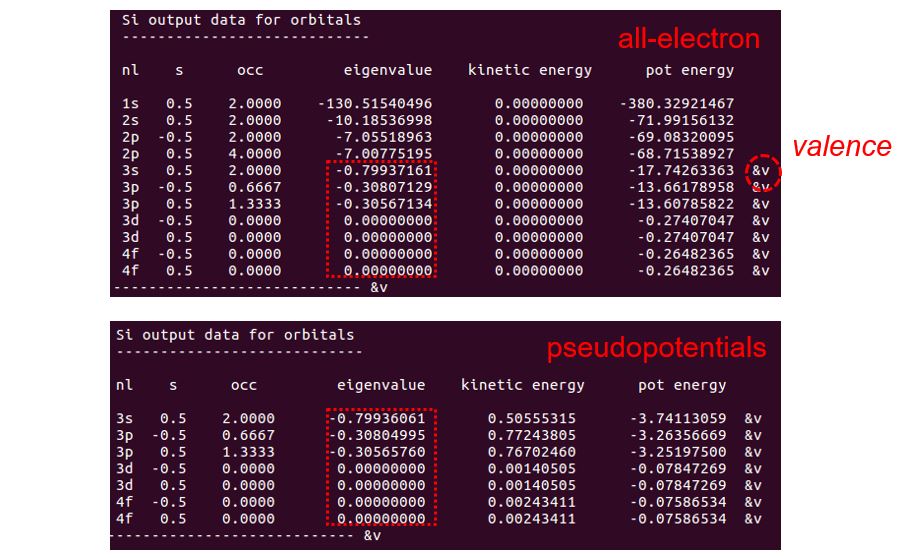 Si output data for orbitals
----------------------------
all-electron
nl s occ eigenvalue kinetic energy pot energy
1s 0.5 2.0000 -130.51540496 0.00000000 -380.32921467
2s 0.5 2.0000 -10.18536998 0.00000000 -71.99156132
2p -0.5 2.0000 -7.05518963 0.00000000 -69.08320095
2p 0.5 4.0000 -7.00775195 0.00000000 -68.71538927
valence
3s 0.5 2.0000 -0.79937161 0.00000000 -17.74263363 &v
3p -0.5 0.6667 -0.30807129 0.00000000 -13.66178958 &v
3p 0.5 1.3333 -0.30567134 0.00000000 -13.60785822 &v
3d -0.5 0.0000 0.00000000 0.00000000 -0.27407047 &v
3d 0.5 0.0000 0.00000000 0.00000000 -0.27407047 &v
4f -0.5 0.0000 0.00000000 0.00000000 -0.26482365 &v
4f 0.5 0.0000 0.00000000 0.00000000 -0.26482365 &v
---------------------------- &v
Si output data for orbitals
----------------------------
pseudopotentials
nl s occ eigenvalue kinetic energy pot energy
3s 0.5 2.0000 -0.79936061 0.50555315 -3.74113059 &v
3p -0.5 0.6667 -0.30804995 0.77243805 -3.26356669 &v
3p 0.5 1.3333 -0.30565760 0.76702460 -3.25197500 &v
3d -0.5 0.0000 0.00000000 0.00140505 -0.07847269 &v
3d 0.5 0.0000 0.00000000 0.00140505 -0.07847269 &v
4f -0.5 0.0000 0.00000000 0.00243411 -0.07586534 &v
4f 0.5 0.0000 0.00000000 0.00243411 -0.07586534 &v
---------------------------- &v